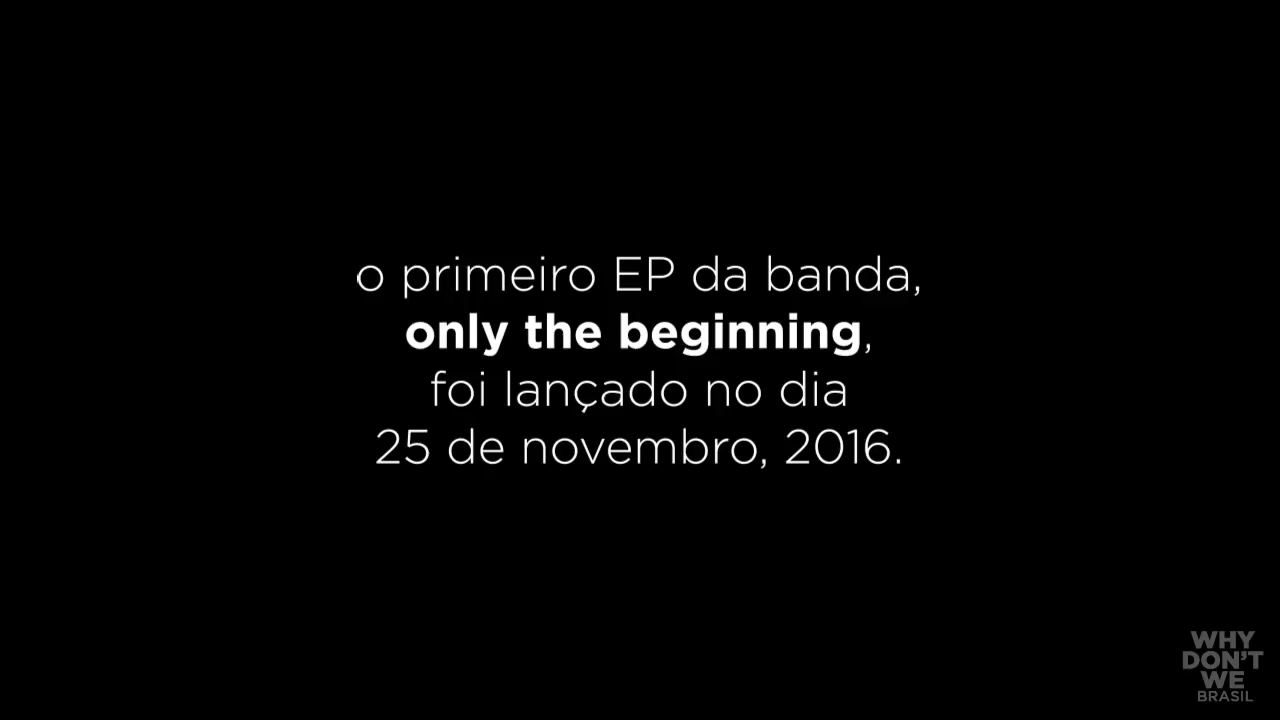 o primeiro EP da banda,
only the beginning,
foi lançado no dia
25 de novembro, 2016.
WHY
DON'T
WE
BRASIL